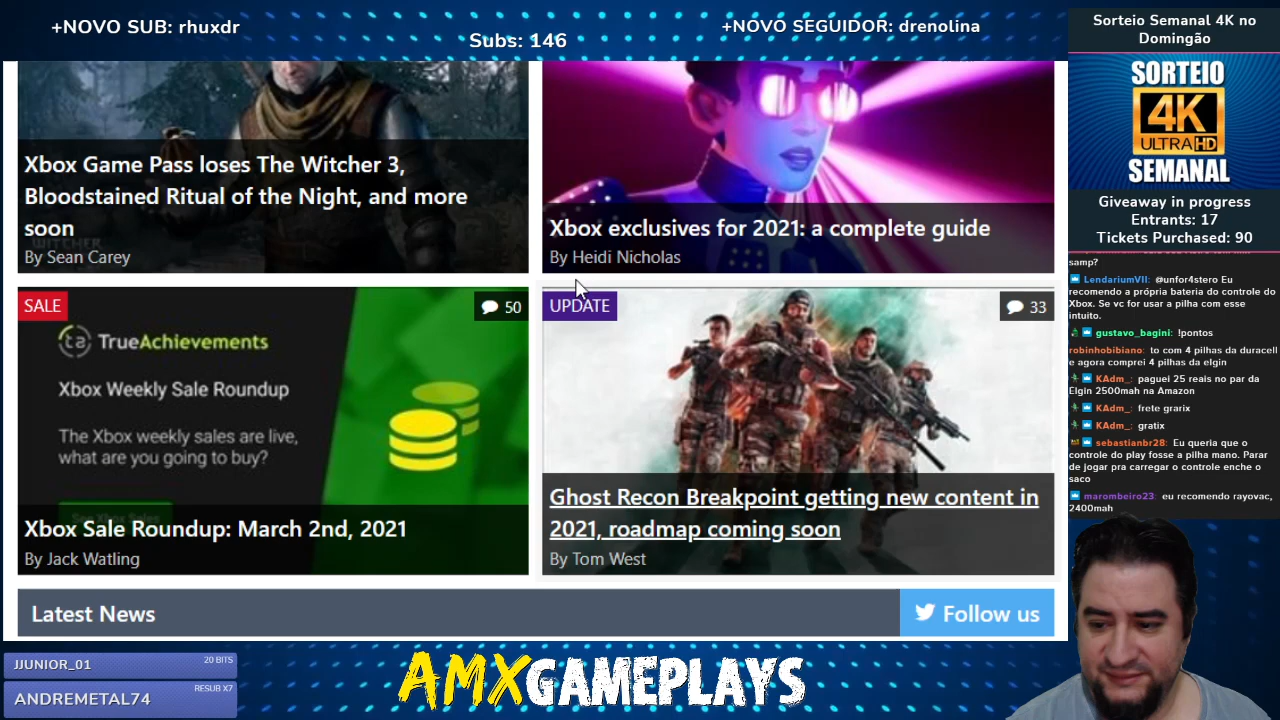 +NOVO SUB: rhuxdr
Subs: 146
+NOVO SEGUIDOR: drenolina
Sorteio Semanal 4K no
Domingão
SORTEIO
4K
ULTRA HD
SEMANAL
Giveaway in progress
Entrants: 17
Tickets Purchased: 90
Xbox Game Pass loses The Witcher 3,
Bloodstained Ritual of the Night, and more
soon
WITCHER
By Sean Carey
Xbox exclusives for 2021: a complete guide
By Heidi Nicholas
SALE
50
ta TrueAchievements
Xbox Weekly Sale Roundup
The Xbox weekly sales are live,
what are you going to buy?
Xbox Sale Roundup: March 2nd, 2021
By Jack Watling
UPDATE
33
Ghost Recon Breakpoint getting new content in
2021, roadmap coming soon
By Tom West
Latest News
Follow us
samp?
LendariumVII: @unfor4stero Eu
recomendo a própria bateria do controle do
Xbox. Se vc for usar a pilha com esse
intuito.
gustavo_bagini: !pontos
robinhobibiano: to com 4 pilhas da duracell
e agora comprei 4 pilhas da elgin
KAdm_: paguei 25 reais no par da
Elgin 2500mah na Amazon
KAdm_: frete grarix
KAdm_: gratix
sebastianbr28: Eu queria que o
controle do play fosse a pilha mano. Parar
de jogar pra carregar o controle enche o
saco
marombeiro23: eu recomendo rayovac,
2400mah
JJUNIOR_01
20 BITS
ANDREMETAL74
RESUB X7
AMXGAMEPLAYS